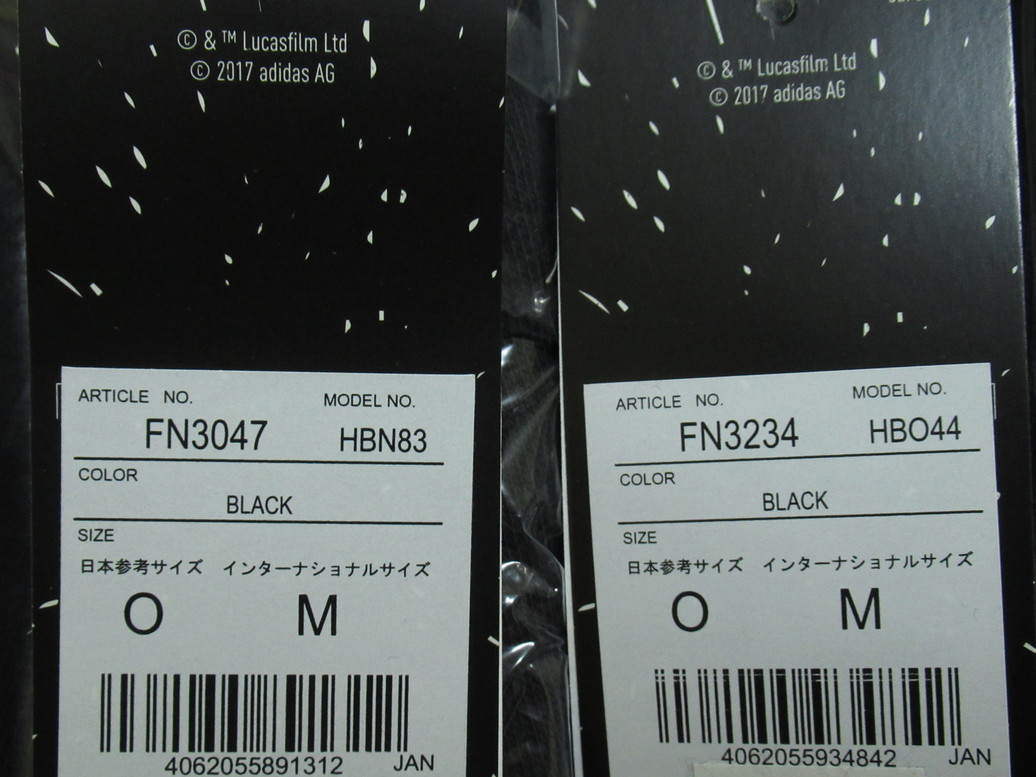 © & ™ Lucasfilm Ltd
© 2017 adidas AG
ARTICLE NO. MODEL NO.
FN3047 HBN83
COLOR
BLACK
SIZE
日本参考サイズ インターナショナルサイズ
O M
4062055891312 JAN
© & ™ Lucasfilm Ltd
© 2017 adidas AG
ARTICLE NO. MODEL NO.
FN3234 HBO44
COLOR
BLACK
SIZE
日本参考サイズ インターナショナルサイズ
O M
4062055934842 JAN